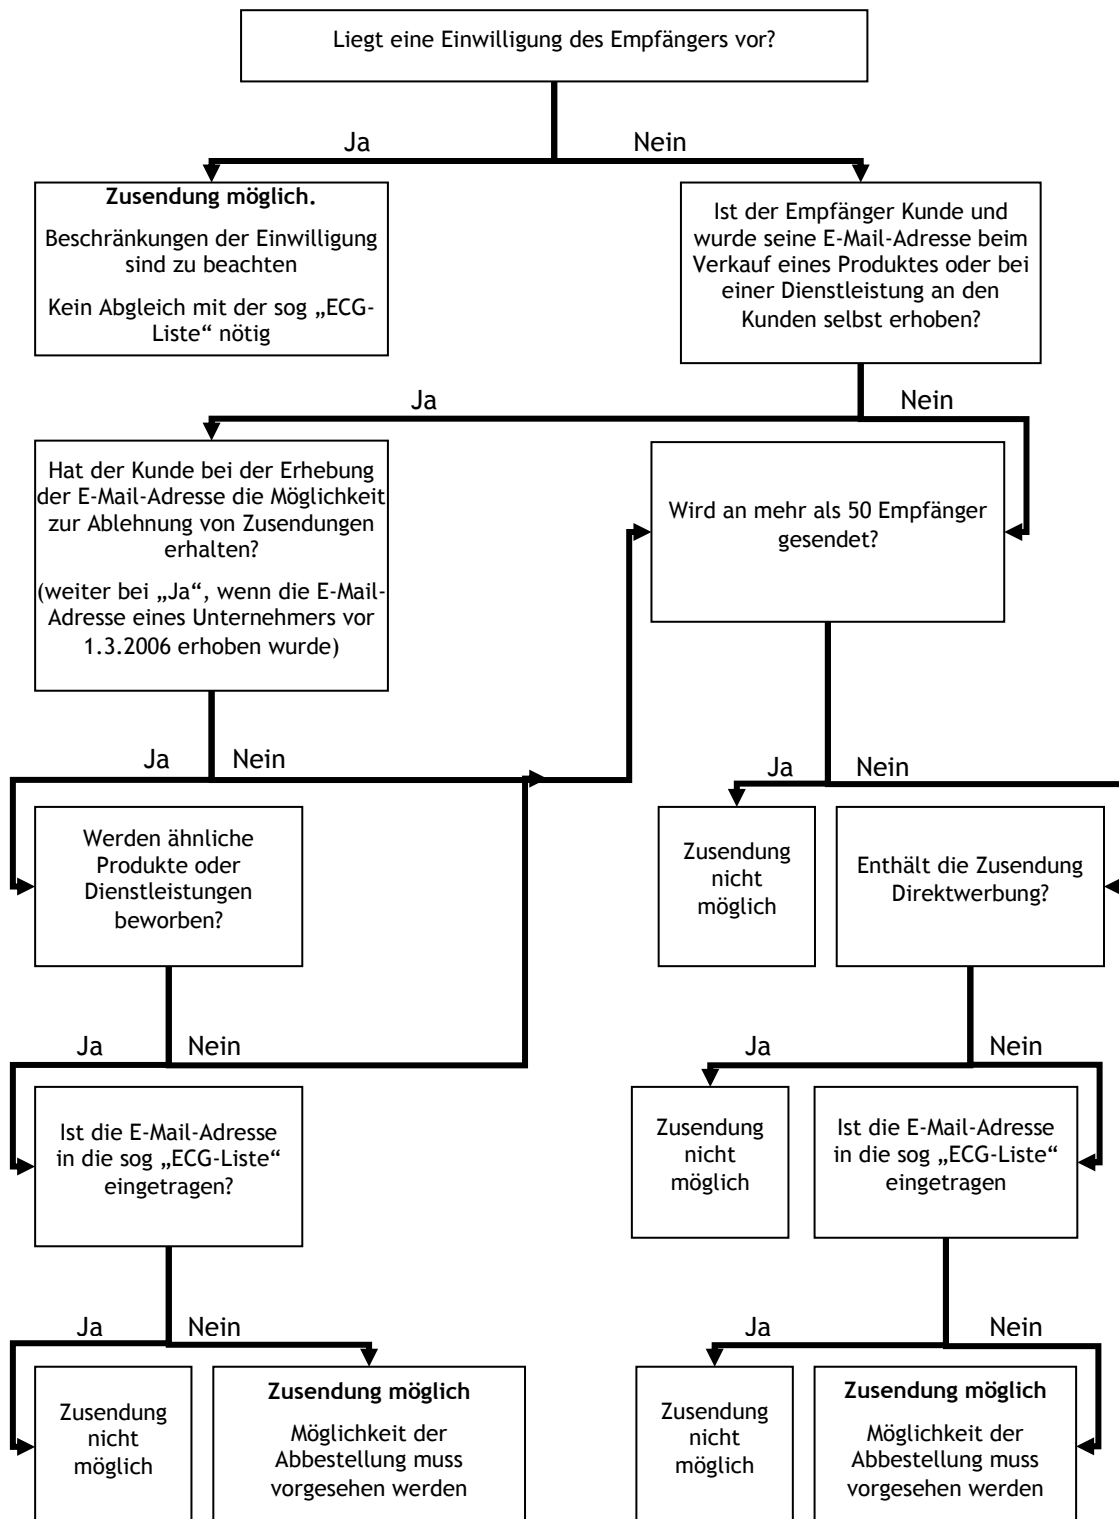 Liegt eine Einwilligung des Empfängers vor?
Ja
Nein
Zusendung möglich.
Beschränkungen der Einwilligung
sind zu beachten
Kein Abgleich mit der sog „ECG-
Liste“ nötig
Ist der Empfänger Kunde und
wurde seine E-Mail-Adresse beim
Verkauf eines Produktes oder bei
einer Dienstleistung an den
Kunden selbst erhoben?
Ja
Nein
Hat der Kunde bei der Erhebung
der E-Mail-Adresse die Möglichkeit
zur Ablehnung von Zusendungen
erhalten?
(weiter bei „Ja“, wenn die E-Mail-
Adresse eines Unternehmers vor
1.3.2006 erhoben wurde)
Wird an mehr als 50 Empfänger
gesendet?
Ja
Nein
Ja
Nein
Werden ähnliche
Produkte oder
Dienstleistungen
beworben?
Zusendung
nicht
möglich
Enthält die Zusendung
Direktwerbung?
Ja
Nein
Ja
Nein
Ist die E-Mail-Adresse
in die sog „ECG-Liste“
eingetragen?
Zusendung
nicht
möglich
Ist die E-Mail-Adresse
in die sog „ECG-Liste“
eingetragen
Ja
Nein
Ja
Nein
Zusendung
nicht
möglich
Zusendung möglich
Möglichkeit der
Abbestellung muss
vorgesehen werden
Zusendung
nicht
möglich
Zusendung möglich
Möglichkeit der
Abbestellung muss
vorgesehen werden